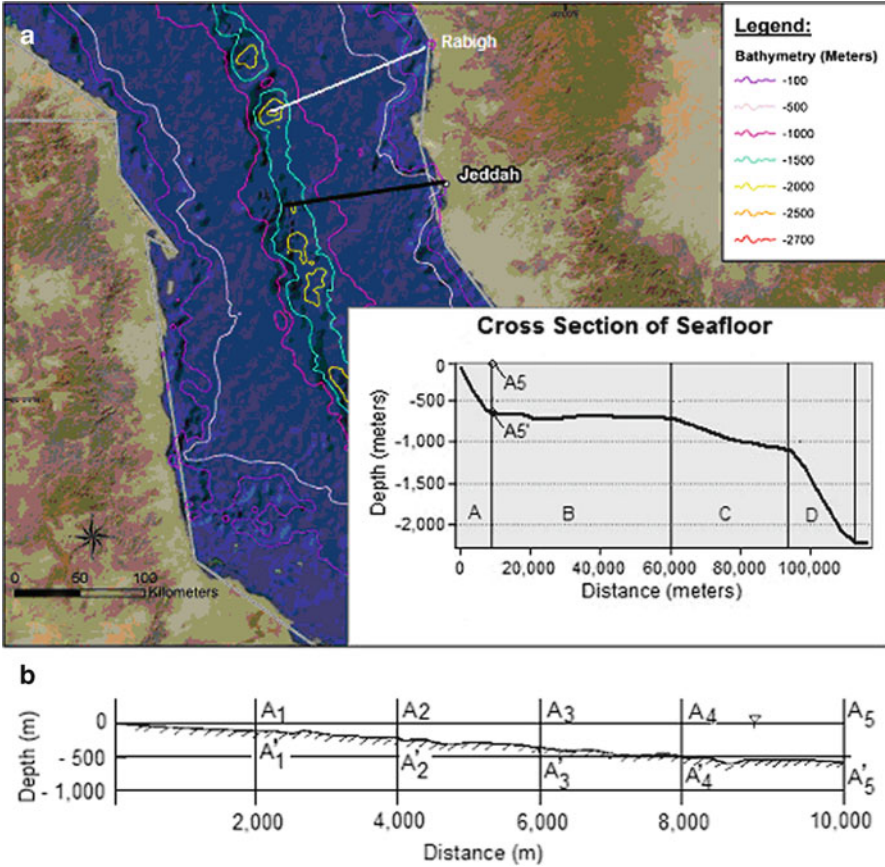 a
Rabigh
Jeddah
Legend:
Bathymetry (Meters)
-100
-500
-1000
-1500
-2000
-2500
-2700
0 50 100
Kilometers
Cross Section of Seafloor
Depth (meters)
0
-500
-1,000
-1,500
-2,000
A5
A5'
A B C D
0 20,000 40,000 60,000 80,000 100,000
Distance (meters)
b
Depth (m)
0
- 500
- 1,000
A1 A2 A3 A4 A5
A'1 A'2 A'3 A'4 A'5
2,000 4,000 6,000 8,000 10,000
Distance (m)